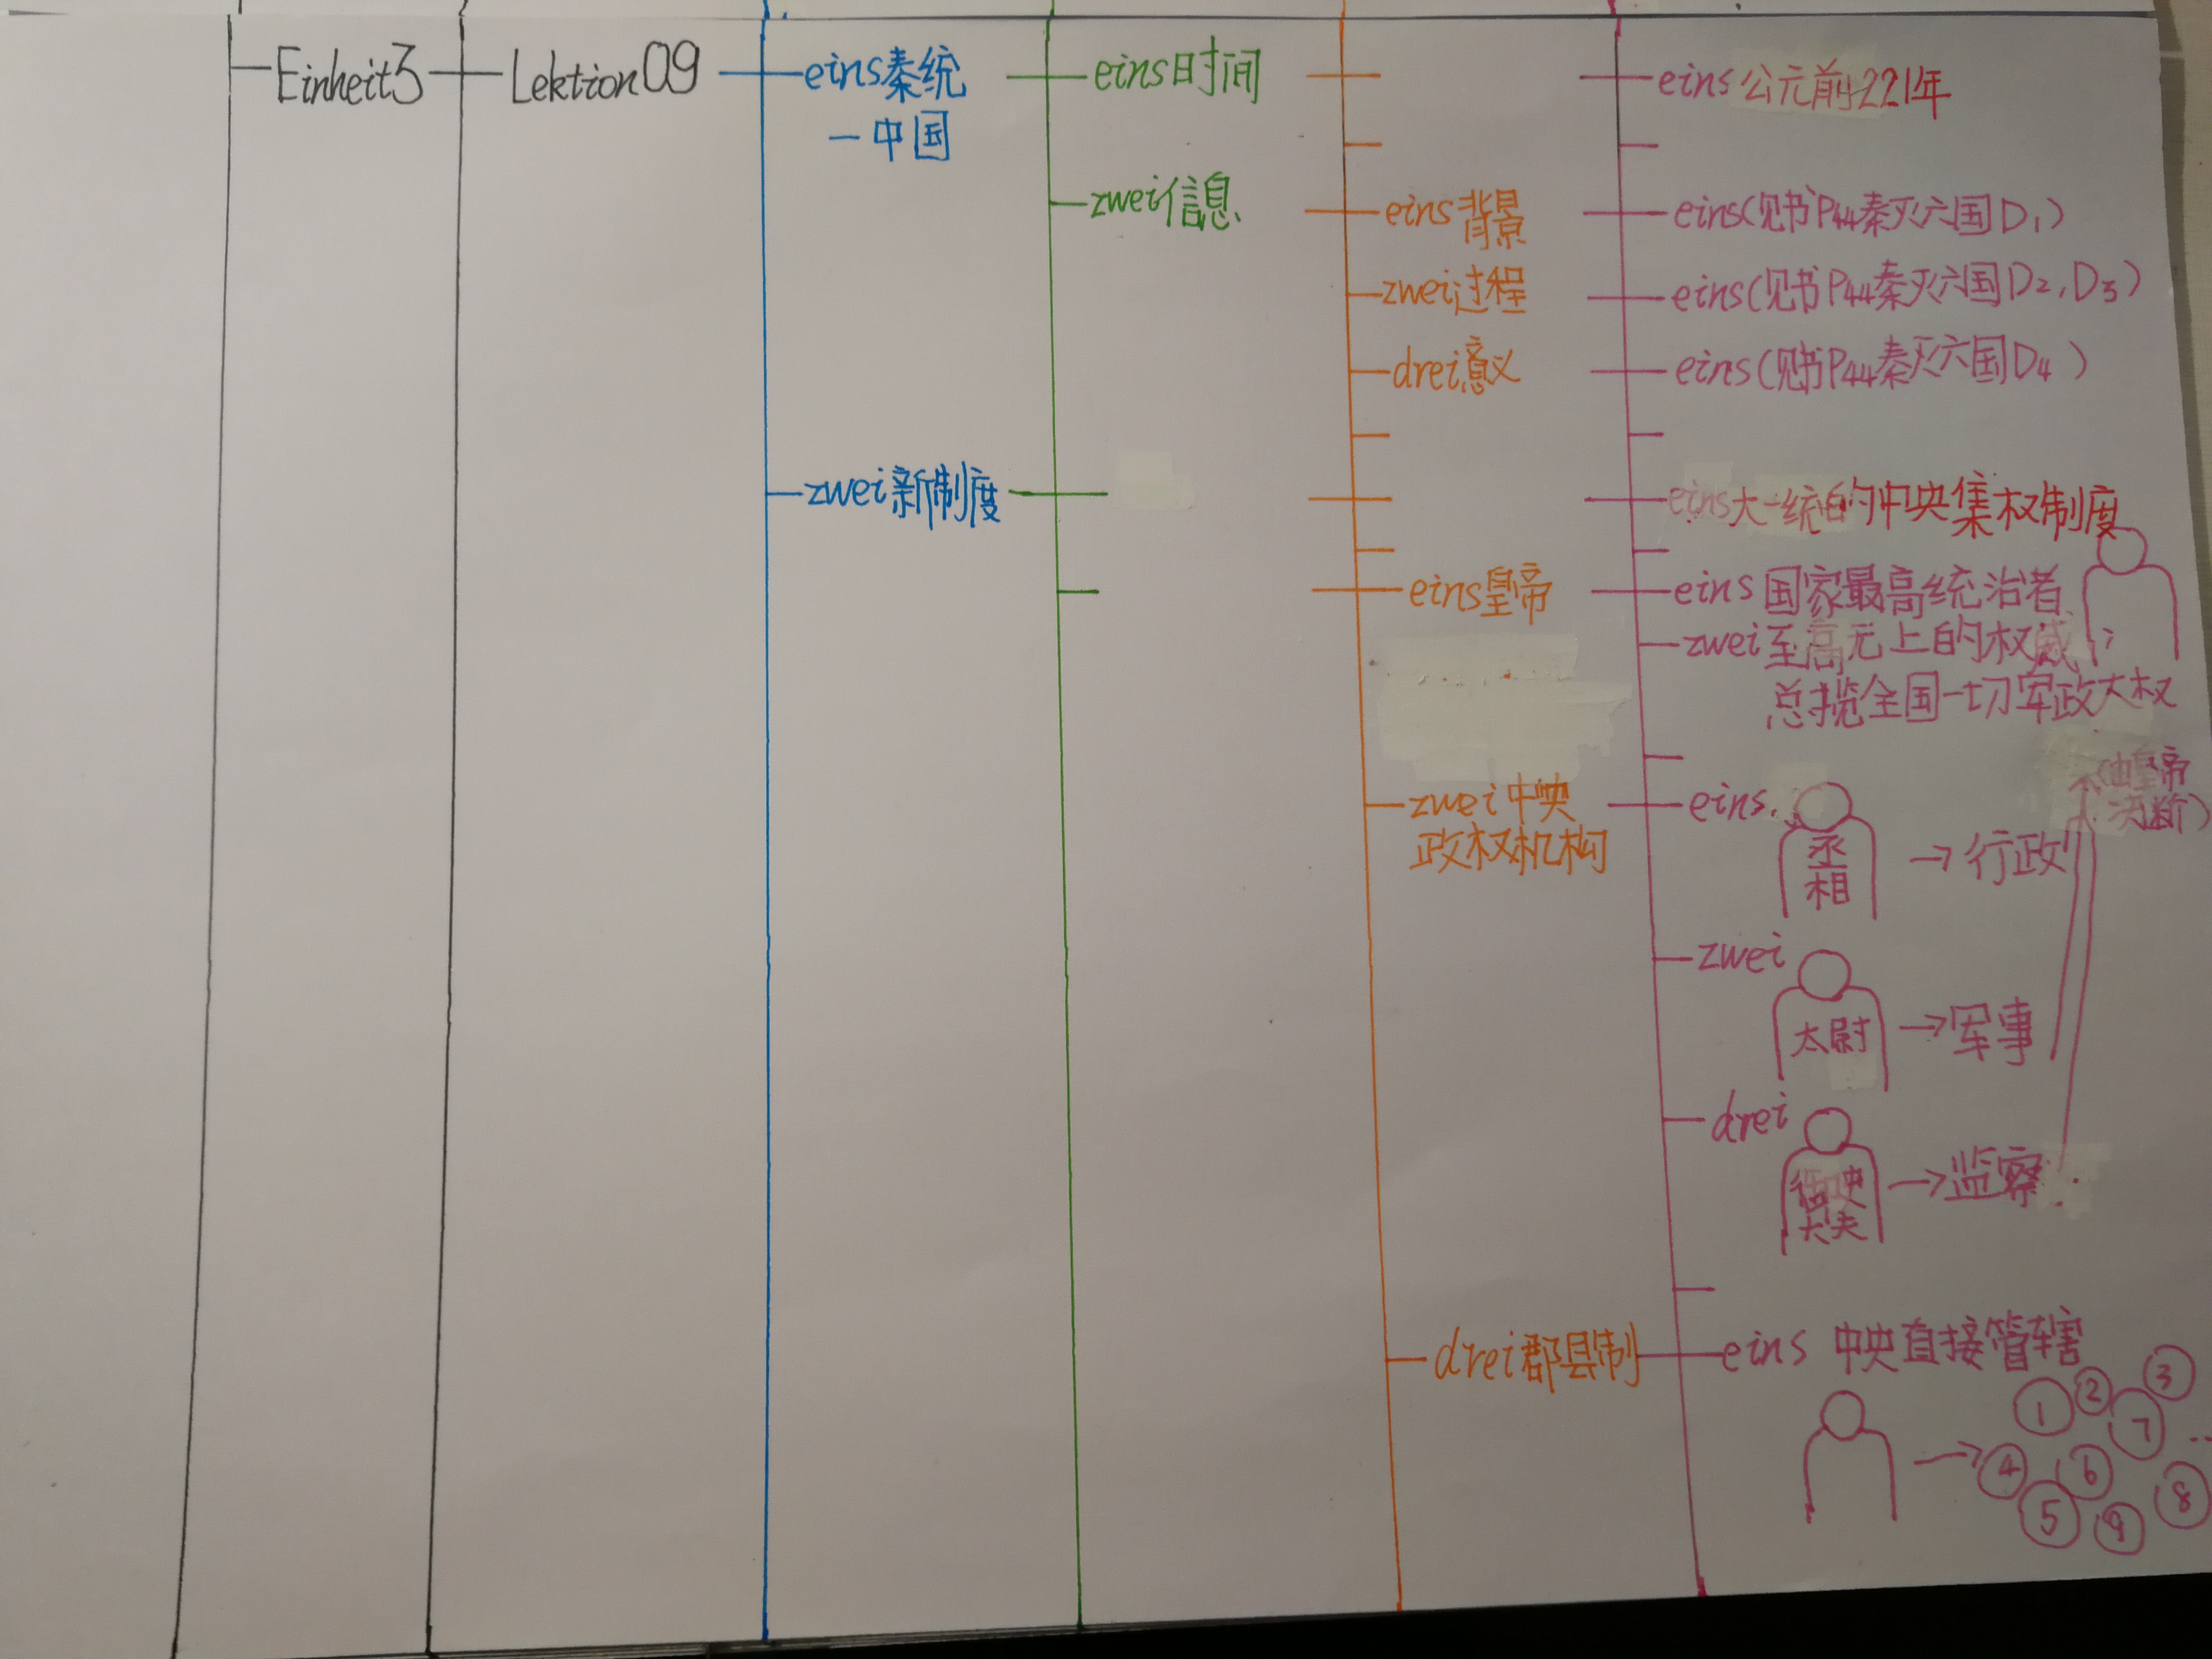 Einheit3
Lektion09
eins秦统
一中国
eins时间
eins公元前221年
zwei信息
eins背景
eins(见书P44秦灭六国D1)
zwei过程
eins(见书P44秦灭六国D2,D3)
drei意义
eins(见书P44秦灭六国D4)
zwei新制度
eins大一统的中央集权制度
eins皇帝
eins国家最高统治者
zwei至高无上的权威,
总揽全国一切军政大权
(由皇帝
决断)
zwei中央
政权机构
eins
丞
相
→行政
zwei
太尉
→军事
drei
御史
大夫
→监察
drei郡县制
eins 中央直接管辖
→
① ② ③
④ ⑤ ⑥ ⑦ ⑧ ⑨ ..